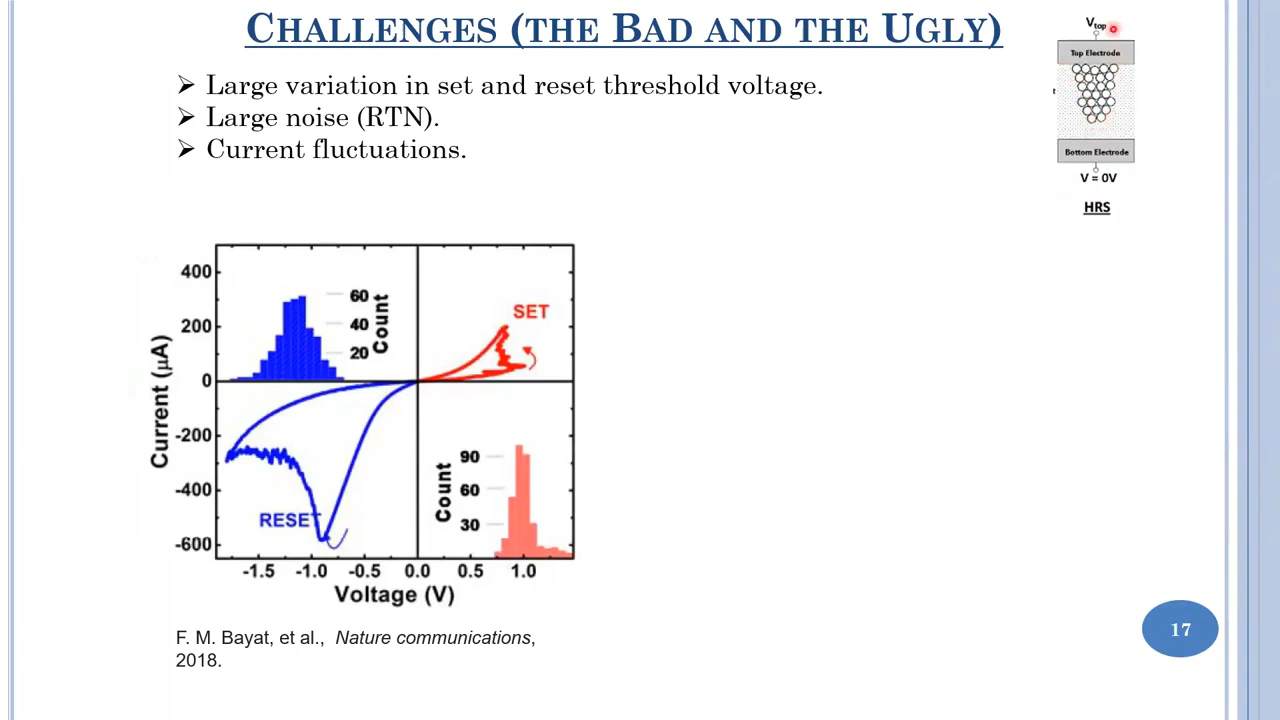 CHALLENGES (THE BAD AND THE UGLY)
➢ Large variation in set and reset threshold voltage.
➢ Large noise (RTN).
➢ Current fluctuations.
Vtop
Top Electrode
Bottom Electrode
V = 0V
HRS
400
200
0
-200
-400
-600
Current (μA)
60
40
20
Count
SET
RESET
90
60
30
Count
-1.5 -1.0 -0.5 0.0 0.5 1.0
Voltage (V)
F. M. Bayat, et al., Nature communications,
2018.
17